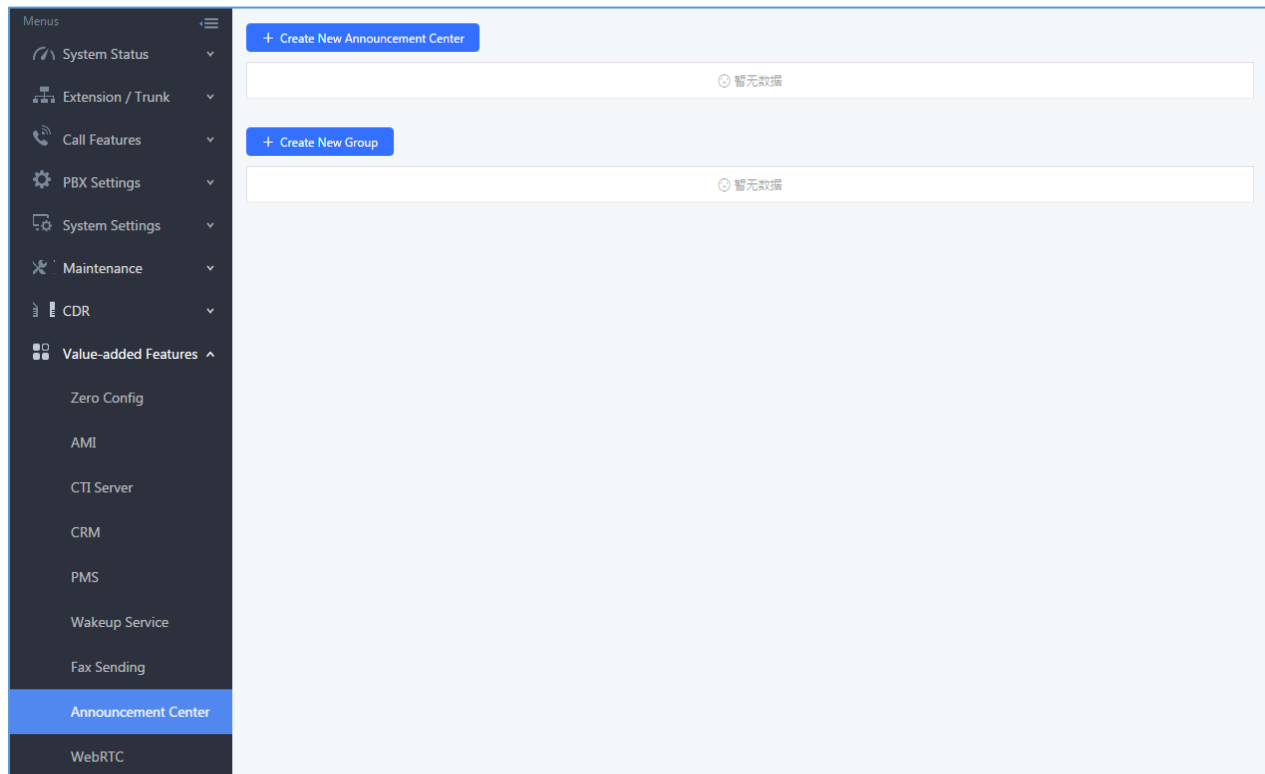 Menus
System Status
Extension / Trunk
Call Features
PBX Settings
System Settings
Maintenance
CDR
Value-added Features
Zero Config
AMI
CTI Server
CRM
PMS
Wakeup Service
Fax Sending
Announcement Center
WebRTC
+ Create New Announcement Center
暂无数据
+ Create New Group
暂无数据